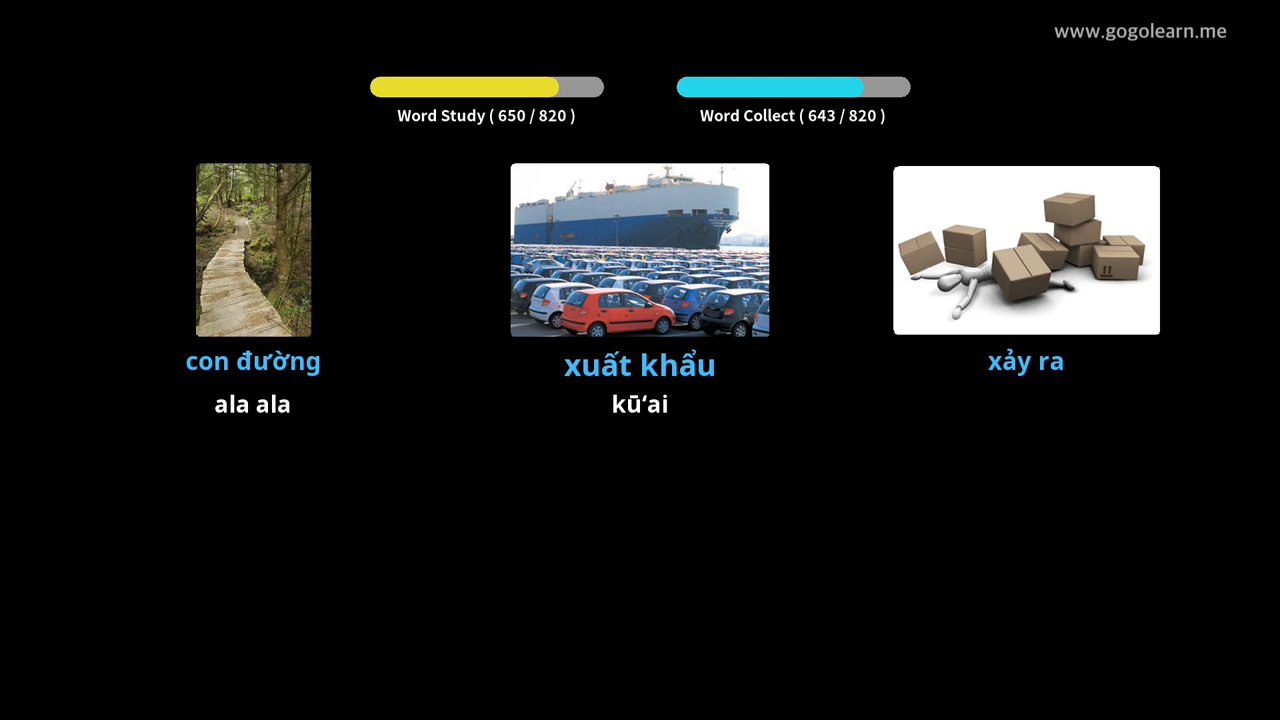 www.gogolearn.me
Word Study ( 650 / 820 )
Word Collect ( 643 / 820 )
con đường
xuất khẩu
xảy ra
ala ala
kūʻai